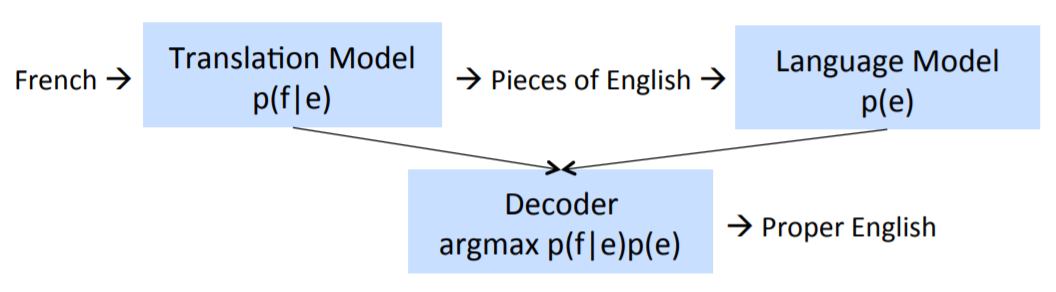 French →
Translation Model
p(f|e)
→ Pieces of English →
Language Model
p(e)
Decoder
argmax p(f|e)p(e)
→ Proper English